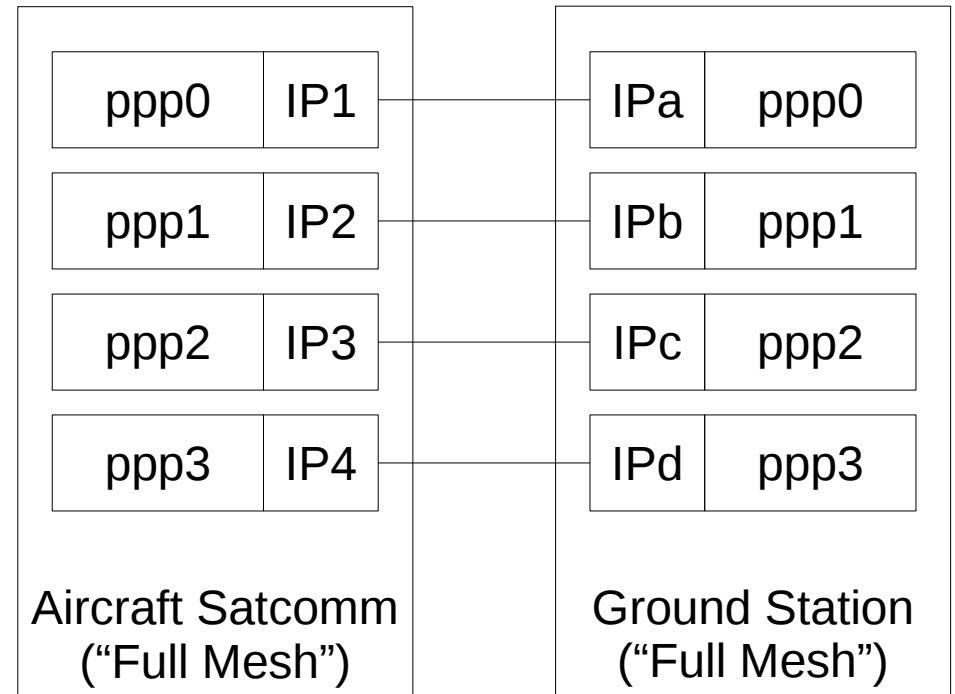 ppp0 IP1 IPa ppp0
ppp1 IP2 IPb ppp1
ppp2 IP3 IPc ppp2
ppp3 IP4 IPd ppp3
Aircraft Satcomm
(“Full Mesh”)
Ground Station
(“Full Mesh”)